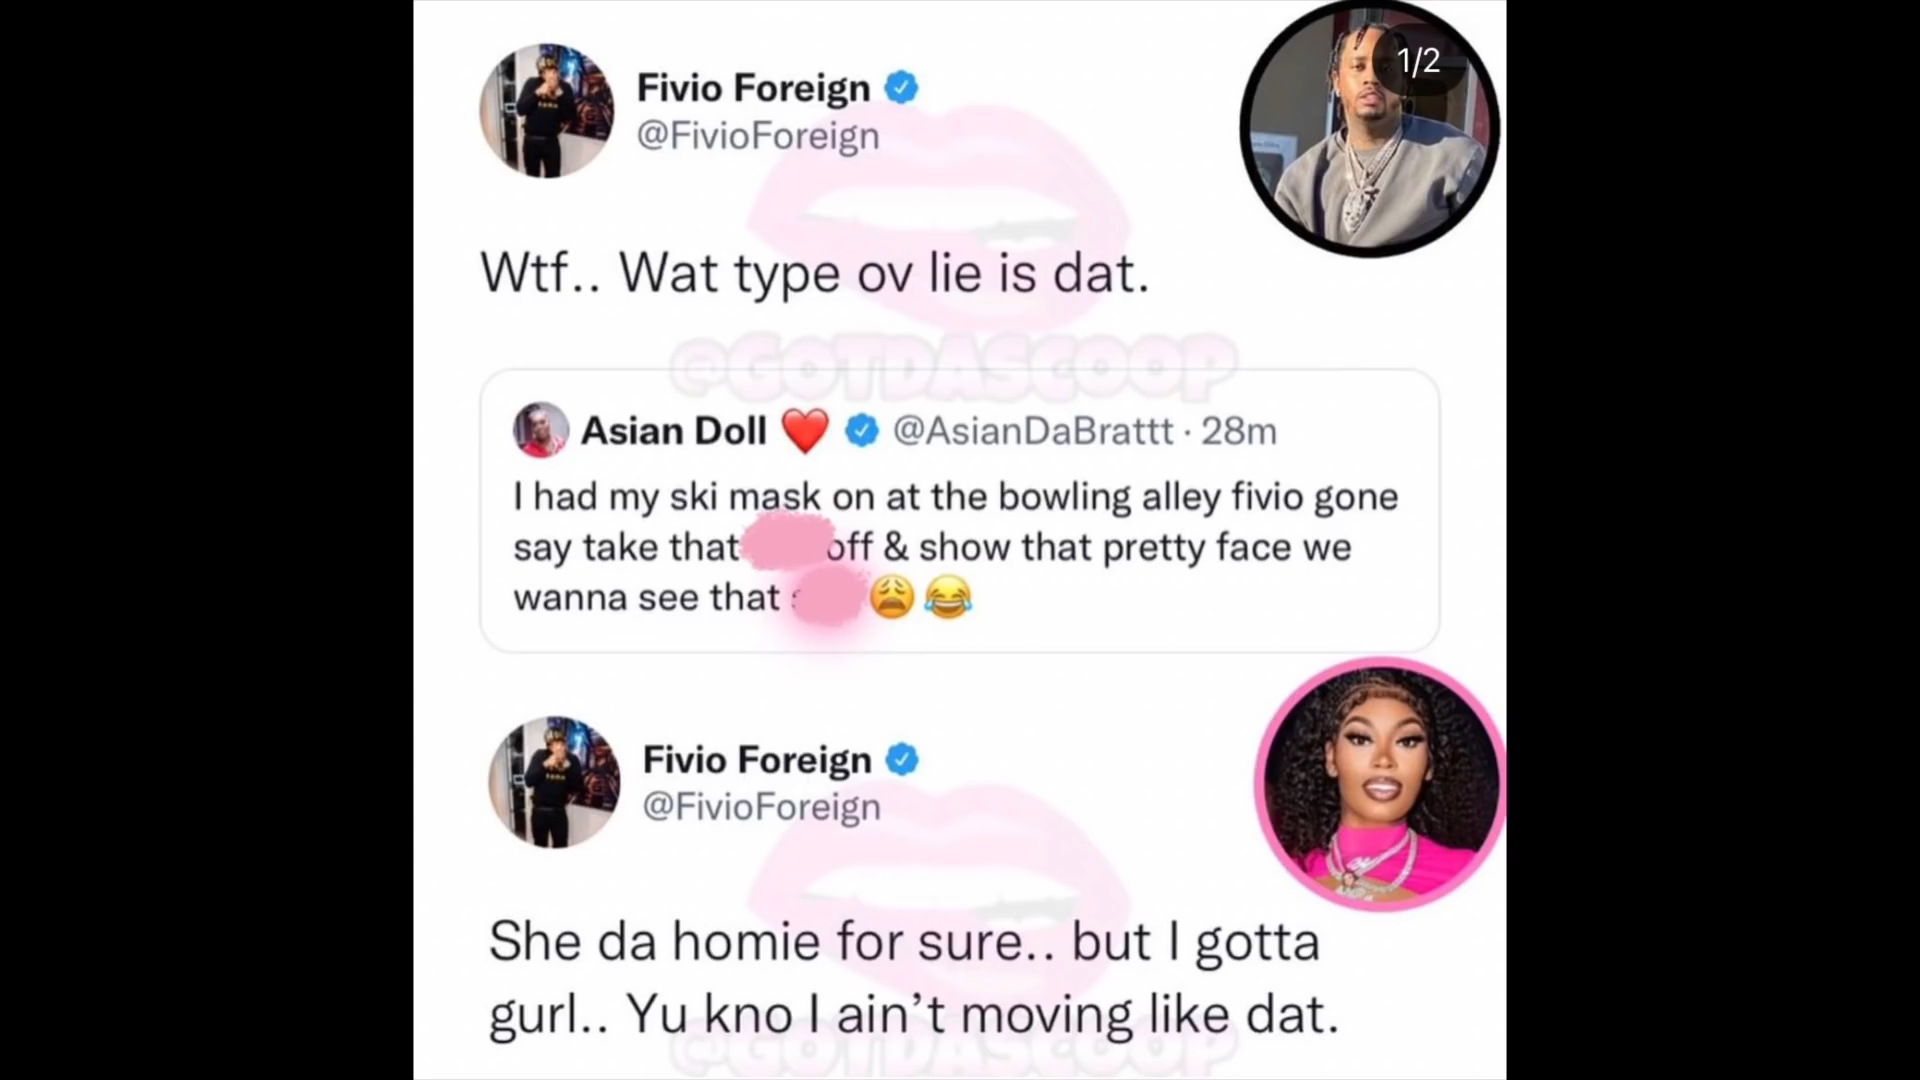 1/2
Fivio Foreign
@FivioForeign
Wtf.. Wat type ov lie is dat.
@GOTDASCOOP
Asian Doll ❤️ @AsianDaBrattt · 28m
I had my ski mask on at the bowling alley fivio gone
say take that off & show that pretty face we
wanna see that 😩😂
Fivio Foreign
@FivioForeign
She da homie for sure.. but I gotta
gurl.. Yu kno I ain’t moving like dat.
@GOTDASCOOP